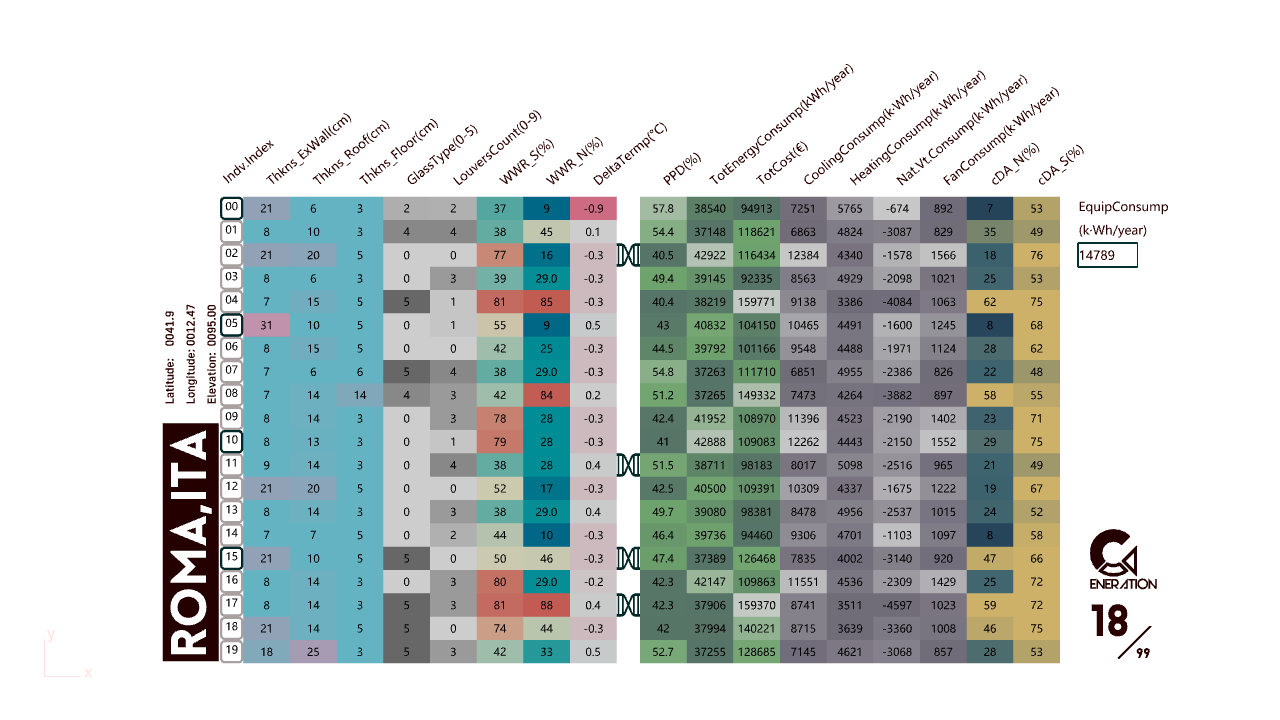 Indv.Index Thkns_ExWall(cm) Thkns_Roof(cm) Thkns_Floor(cm) GlassType(0-5) LouversCount(0-9) WWR_S(%) WWR_N(%) DeltaTermp(°C) PPD(%) TotEnergyConsump(kWh/year) TotCost(€) CoolingConsump(k·Wh/year) HeatingConsump(k·Wh/year) Nat.Vt.Consump(k·Wh/year) FanConsump(k·Wh/year) cDA_N(%) cDA_S(%)
00 21 6 3 2 2 37 9 -0.9 57.8 38540 94913 7251 5765 -674 892 7 53
01 8 10 3 4 4 38 45 0.1 54.4 37148 118621 6863 4824 -3087 829 35 49
02 21 20 5 0 0 77 16 -0.3 40.5 42922 116434 12384 4340 -1578 1566 18 76
03 8 6 3 0 3 39 29.0 -0.3 49.4 39145 92335 8563 4929 -2098 1021 25 53
04 7 15 5 5 1 81 85 -0.3 40.4 38219 159771 9138 3386 -4084 1063 62 75
05 31 10 5 0 1 55 9 0.5 43 40832 104150 10465 4491 -1600 1245 8 68
06 8 15 5 0 0 42 25 -0.3 44.5 39792 101166 9548 4488 -1971 1124 28 62
07 7 6 6 5 4 38 29.0 -0.3 54.8 37263 111710 6851 4955 -2386 826 22 48
08 7 14 14 4 3 42 84 0.2 51.2 37265 149332 7473 4264 -3882 897 58 55
09 8 14 3 0 3 78 28 -0.3 42.4 41952 108970 11396 4523 -2190 1402 23 71
10 8 13 3 0 1 79 28 -0.3 41 42888 109083 12262 4443 -2150 1552 29 75
11 9 14 3 0 4 38 28 0.4 51.5 38711 98183 8017 5098 -2516 965 21 49
12 21 20 5 0 0 52 17 -0.3 42.5 40500 109391 10309 4337 -1675 1222 19 67
13 8 14 5 0 3 38 29.0 0.4 49.7 39080 98381 8478 4956 -2537 1015 24 52
14 7 7 5 0 2 44 10 -0.3 46.4 39736 94460 9306 4701 -1103 1097 8 58
15 21 10 5 5 0 50 46 -0.3 47.4 37389 126468 7835 4002 -3140 920 47 66
16 8 14 3 0 3 80 29.0 -0.2 42.3 42147 109863 11551 4536 -2309 1429 25 72
17 8 14 3 5 3 81 88 0.4 42.3 37906 159370 8741 3511 -4597 1023 59 72
18 21 14 5 5 0 74 44 -0.3 42 37994 140221 8715 3639 -3360 1008 46 75
19 18 25 3 5 3 42 33 0.5 52.7 37255 128685 7145 4621 -3068 857 28 53
EquipConsump
(k·Wh/year)
14789
Latitude: 0041.9
Longitude: 0012.47
Elevation: 0095.00
ROMA,ITA
ENERATION
18/99
y
x